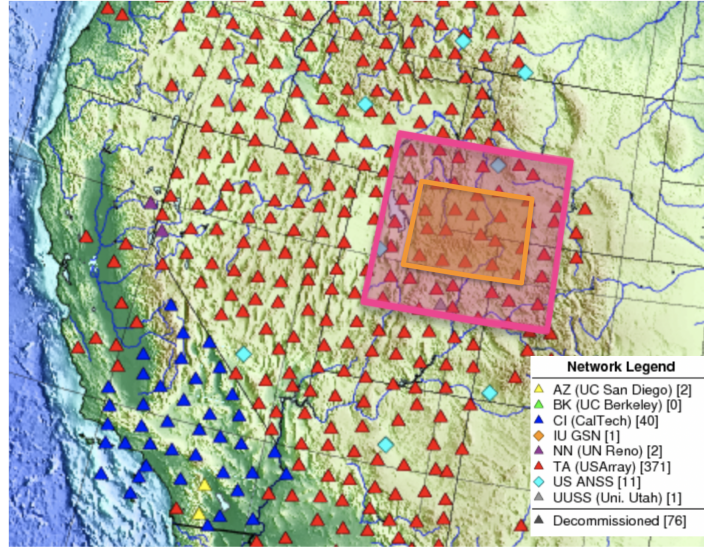 Network Legend
AZ (UC San Diego) [2]
BK (UC Berkeley) [0]
CI (CalTech) [40]
IU GSN [1]
NN (UN Reno) [2]
TA (USArray) [371]
US ANSS [11]
UUSS (Uni. Utah) [1]
Decommissioned [76]